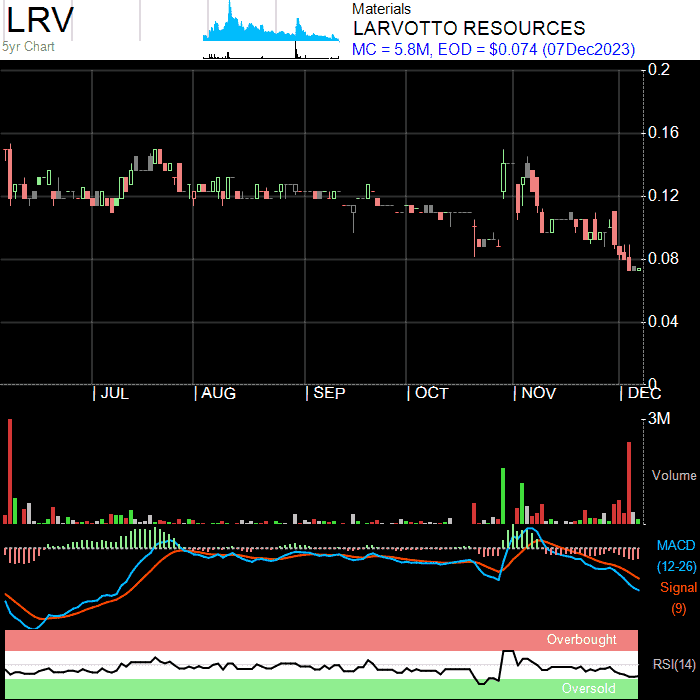 LRV
5yr Chart
Materials
LARVOTTO RESOURCES
MC = 5.8M, EOD = $0.074 (07Dec2023)
0.2
0.16
0.12
0.08
0.04
0
JUL AUG SEP OCT NOV DEC
3M
Volume
MACD
(12-26)
Signal
(9)
Overbought
RSI(14)
Oversold